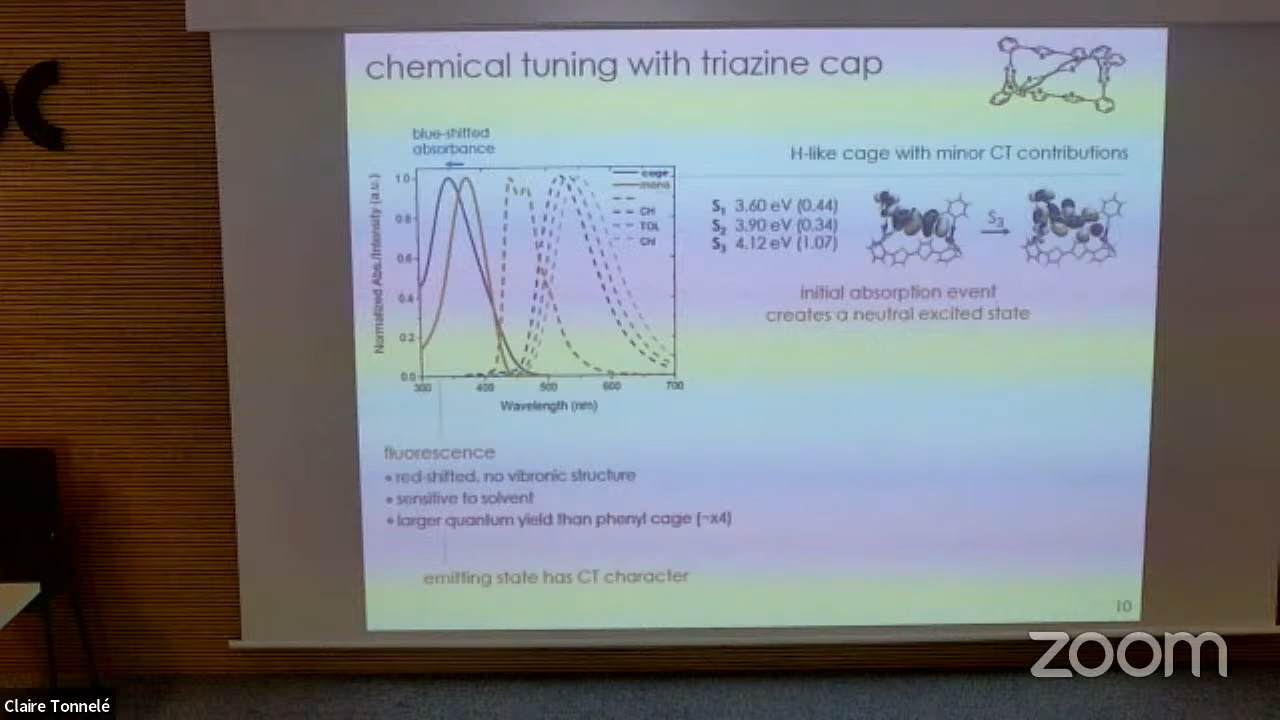 chemical tuning with triazine cap
blue-shifted
absorbance
H-like cage with minor CT contributions
cage
mono
CH
TOL
CN
Normalized Abs./Intensity (a.u.)
1.0
0.8
0.6
0.4
0.2
0.0
300 400 500 600 700
Wavelength (nm)
S₁ 3.60 eV (0.44)
S₂ 3.90 eV (0.34)
S₃ 4.12 eV (1.07)
S₃
initial absorption event
creates a neutral excited state
fluorescence
• red-shifted, no vibronic structure
• sensitive to solvent
• larger quantum yield than phenyl cage (~x4)
emitting state has CT character
10
zoom
Claire Tonnelé